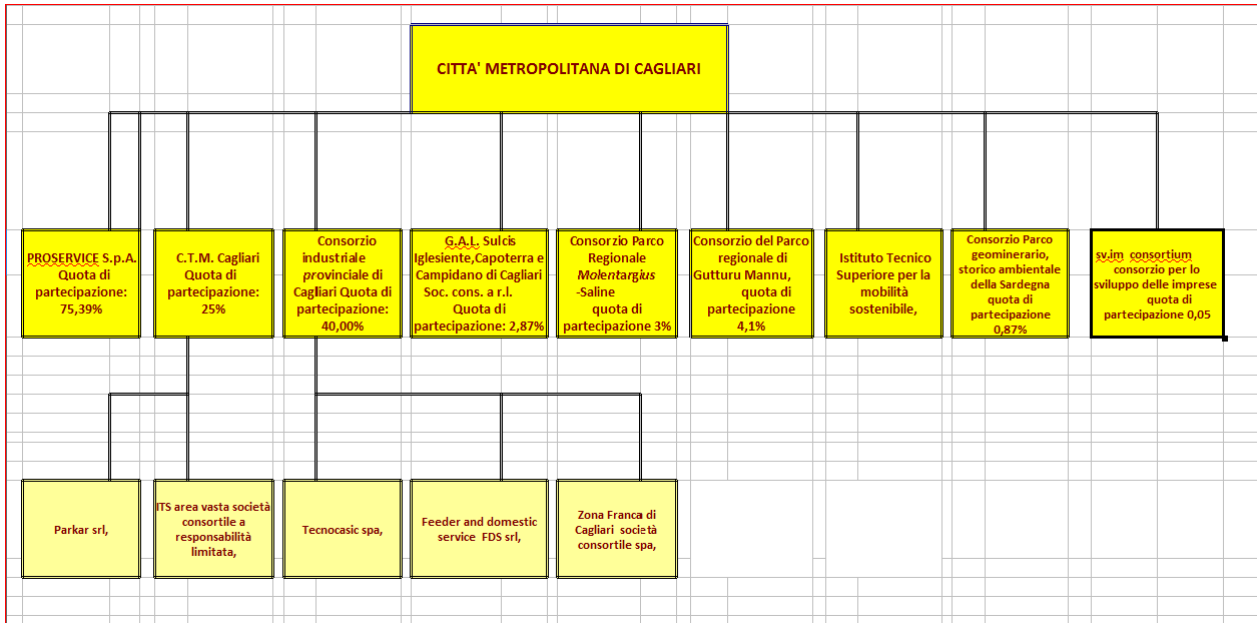 CITTA' METROPOLITANA DI CAGLIARI
PROSERVICE S.p.A.
Quota di
partecipazione:
75,39%
C.T.M. Cagliari
Quota di
partecipazione:
25%
Consorzio
industriale
provinciale di
Cagliari Quota di
partecipazione:
40,00%
G.A.L. Sulcis
Iglesiente,Capoterra e
Campidano di Cagliari
Soc. cons. a r.l.
Quota di
partecipazione: 2,87%
Consorzio Parco
Regionale
Molentargius
-Saline
quota di
partecipazione 3%
Consorzio del Parco
regionale di
Gutturu Mannu,
quota di
partecipazione
4,1%
Istituto Tecnico
Superiore per la
mobilità
sostenibile,
Consorzio Parco
geominerario,
storico ambientale
della Sardegna
quota di
partecipazione
0,87%
sv.im consortium
consorzio per lo
sviluppo delle imprese
quota di
partecipazione 0,05
Parkar srl,
ITS area vasta società
consortile a
responsabilità
limitata,
Tecnocasic spa,
Feeder and domestic
service FDS srl,
Zona Franca di
Cagliari società
consortile spa,